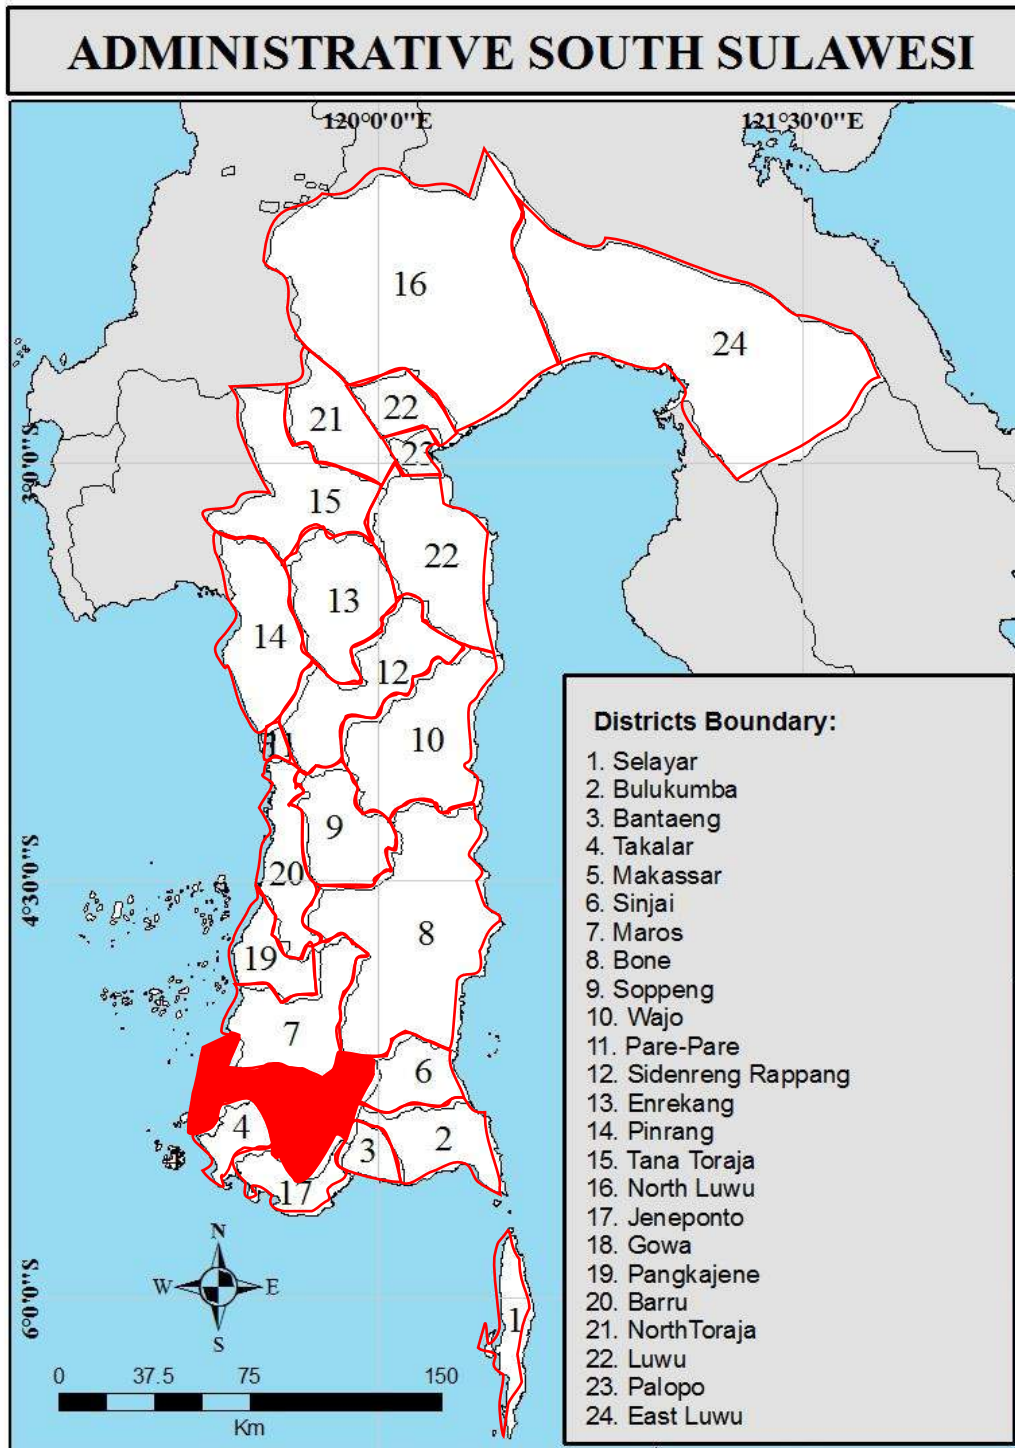 ADMINISTRATIVE SOUTH SULAWESI
120°0'0"E
121°30'0"E
16
24
21
22
23
3°0'0"S
15
22
13
14
12
11
10
9
20
4°30'0"S
8
19
7
6
4
3
2
17
1
N
W
E
S
6°0'0"S
0
37.5
75
150
Km
Districts Boundary:
1. Selayar
2. Bulukumba
3. Bantaeng
4. Takalar
5. Makassar
6. Sinjai
7. Maros
8. Bone
9. Soppeng
10. Wajo
11. Pare-Pare
12. Sidenreng Rappang
13. Enrekang
14. Pinrang
15. Tana Toraja
16. North Luwu
17. Jeneponto
18. Gowa
19. Pangkajene
20. Barru
21. NorthToraja
22. Luwu
23. Palopo
24. East Luwu